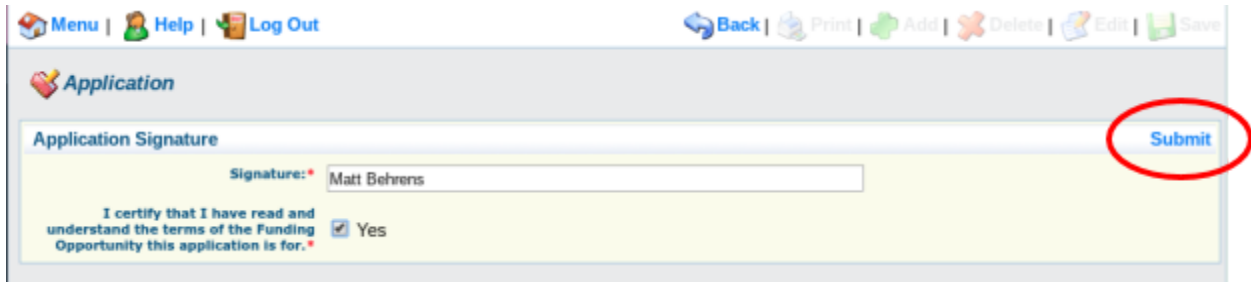 Menu | Help | Log Out Back | Print | Add | Delete | Edit | Save
Application
Application Signature Submit
Signature:* Matt Behrens
I certify that I have read and
understand the terms of the Funding Yes
Opportunity this application is for.*